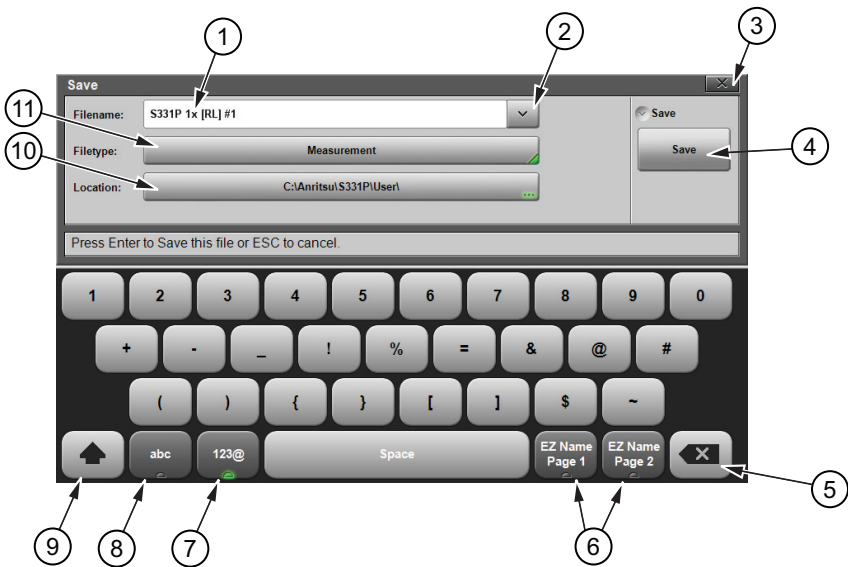 1
2
3
Save
11
Filename:
S331P 1x [RL] #1
Save
10
Filetype:
Measurement
Save
4
Location:
C:\Anritsu\S331P\User\
...
Press Enter to Save this file or ESC to cancel.
1 2 3 4 5 6 7 8 9 0
+ - _ ! % = & @ #
( ) { } [ ] $ ~
abc 123@ Space EZ Name Page 1 EZ Name Page 2
5
9
8
7
6